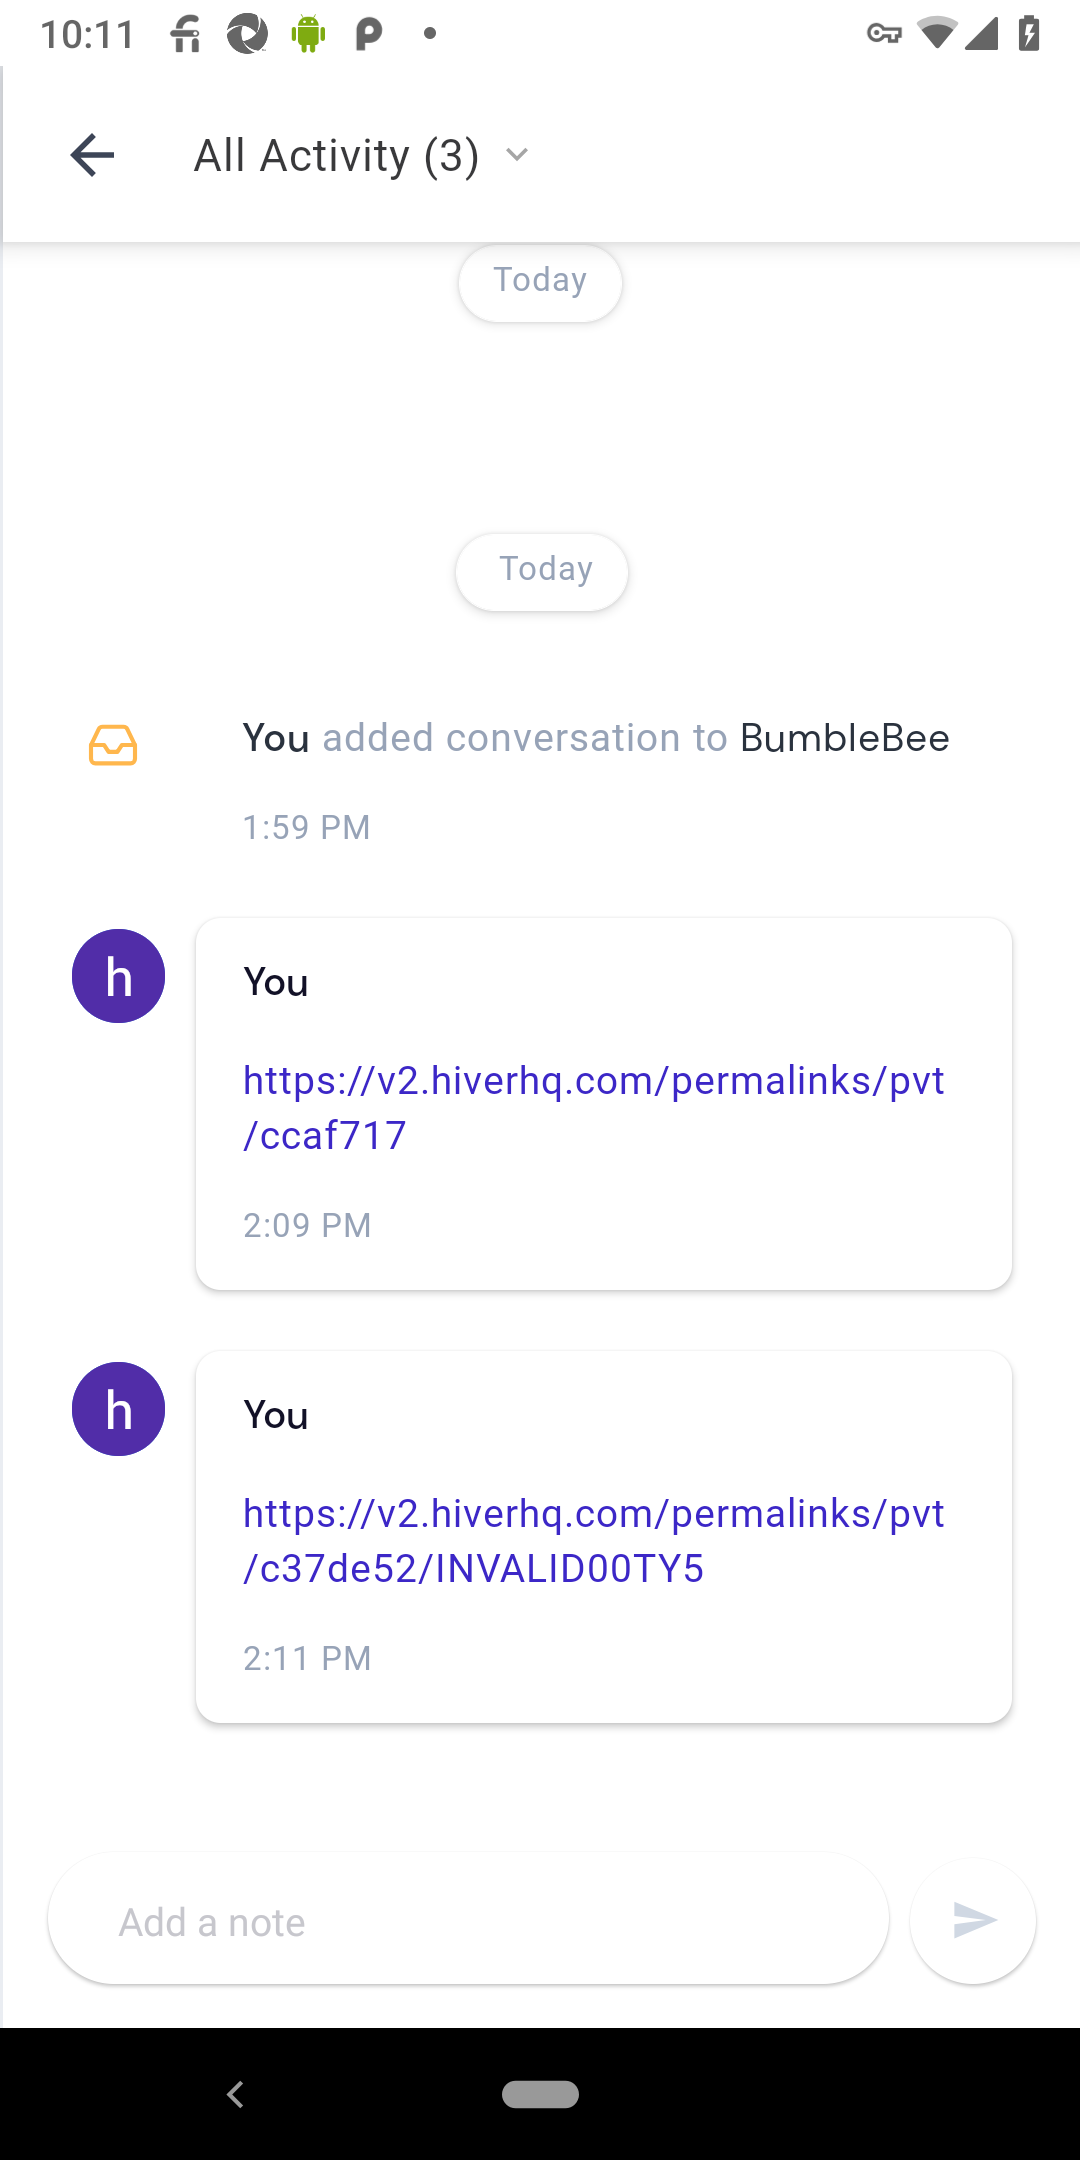 10:11
All Activity (3)
Today
Today
You added conversation to BumbleBee
1:59 PM
h
You
https://v2.hiverhq.com/permalinks/pvt
/ccaf717
2:09 PM
h
You
https://v2.hiverhq.com/permalinks/pvt
/c37de52/INVALID00TY5
2:11 PM
Add a note